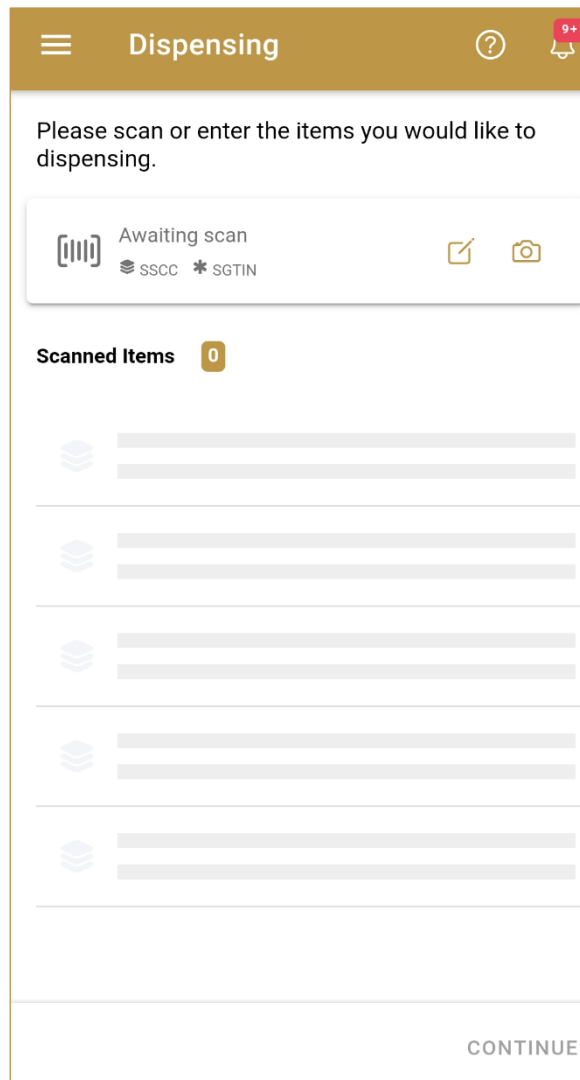 Dispensing
9+
Please scan or enter the items you would like to
dispensing.
Awaiting scan
SSCC SGTIN
Scanned Items 0
CONTINUE